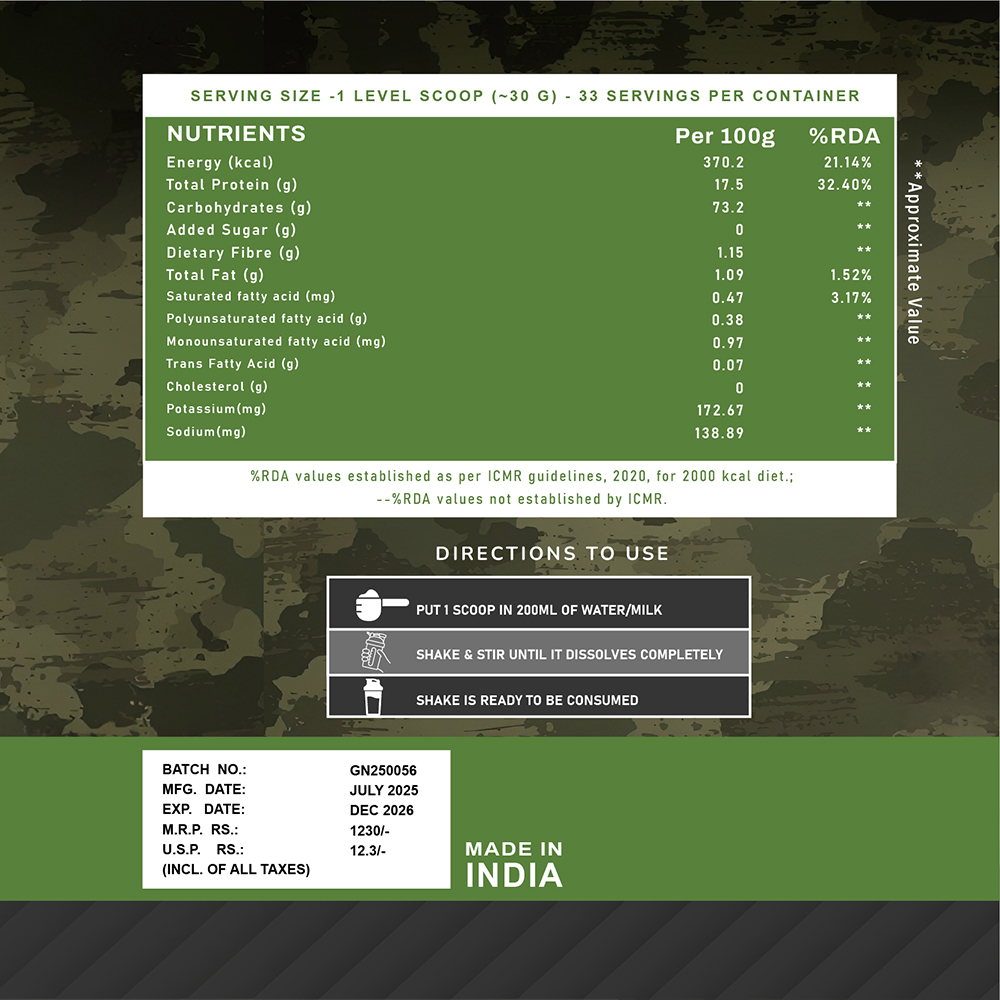 SERVING SIZE -1 LEVEL SCOOP (~30 G) - 33 SERVINGS PER CONTAINER
NUTRIENTS Per 100g %RDA
Energy (kcal) 370.2 21.14%
Total Protein (g) 17.5 32.40%
Carbohydrates (g) 73.2 **
Added Sugar (g) 0 **
Dietary Fibre (g) 1.15 **
Total Fat (g) 1.09 1.52%
Saturated fatty acid (mg) 0.47 3.17%
Polyunsaturated fatty acid (g) 0.38 **
Monounsaturated fatty acid (mg) 0.97 **
Trans Fatty Acid (g) 0.07 **
Cholesterol (g) 0 **
Potassium(mg) 172.67 **
Sodium(mg) 138.89 **
**Approximate Value
%RDA values established as per ICMR guidelines, 2020, for 2000 kcal diet.;
--%RDA values not established by ICMR.
DIRECTIONS TO USE
PUT 1 SCOOP IN 200ML OF WATER/MILK
SHAKE & STIR UNTIL IT DISSOLVES COMPLETELY
SHAKE IS READY TO BE CONSUMED
BATCH NO.: GN250056
MFG. DATE: JULY 2025
EXP. DATE: DEC 2026
M.R.P. RS.: 1230/-
U.S.P. RS.: 12.3/-
(INCL. OF ALL TAXES)
MADE IN
INDIA